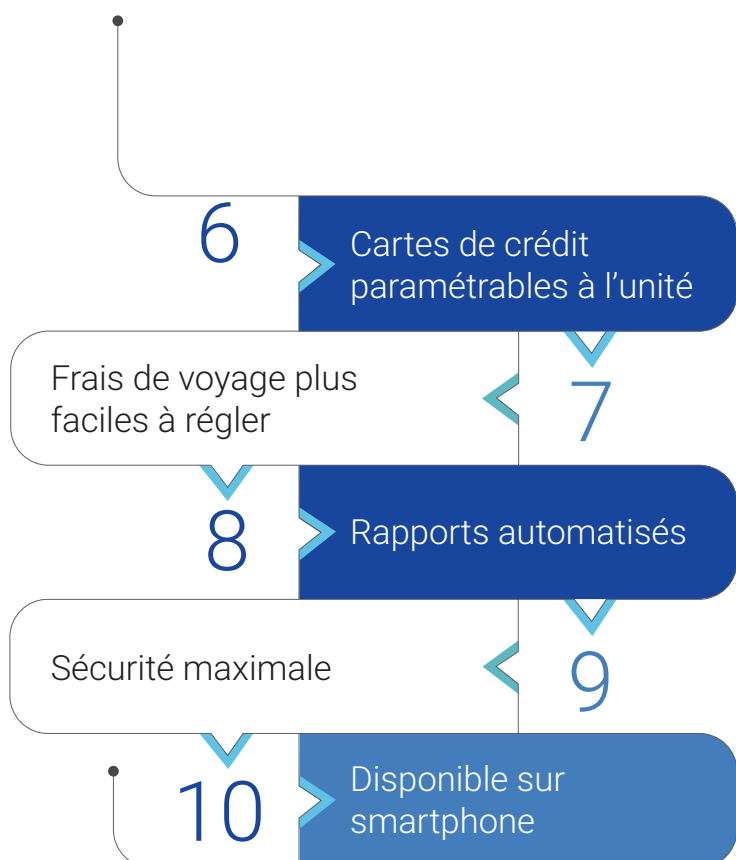 6
Cartes de crédit
paramétrables à l’unité
Frais de voyage plus
faciles à régler
7
8
Rapports automatisés
Sécurité maximale
9
10
Disponible sur
smartphone